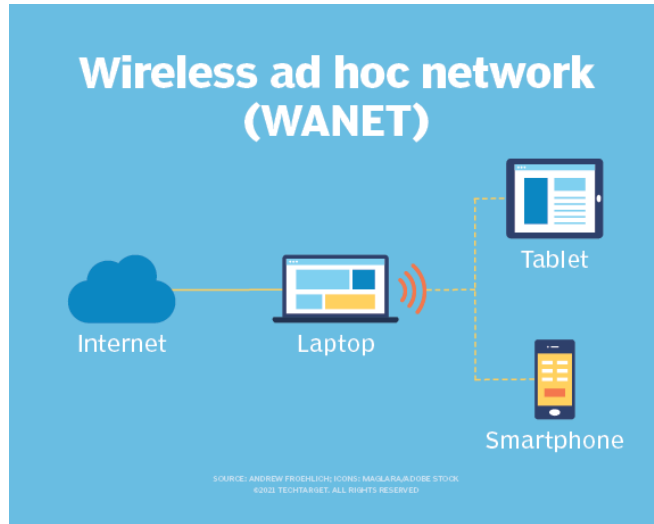 Wireless ad hoc network
(WANET)
Tablet
Internet
Laptop
Smartphone
SOURCE: ANDREW FROEHLICH; ICONS: MAGLARA/ADOBE STOCK
©2021 TECHTARGET. ALL RIGHTS RESERVED